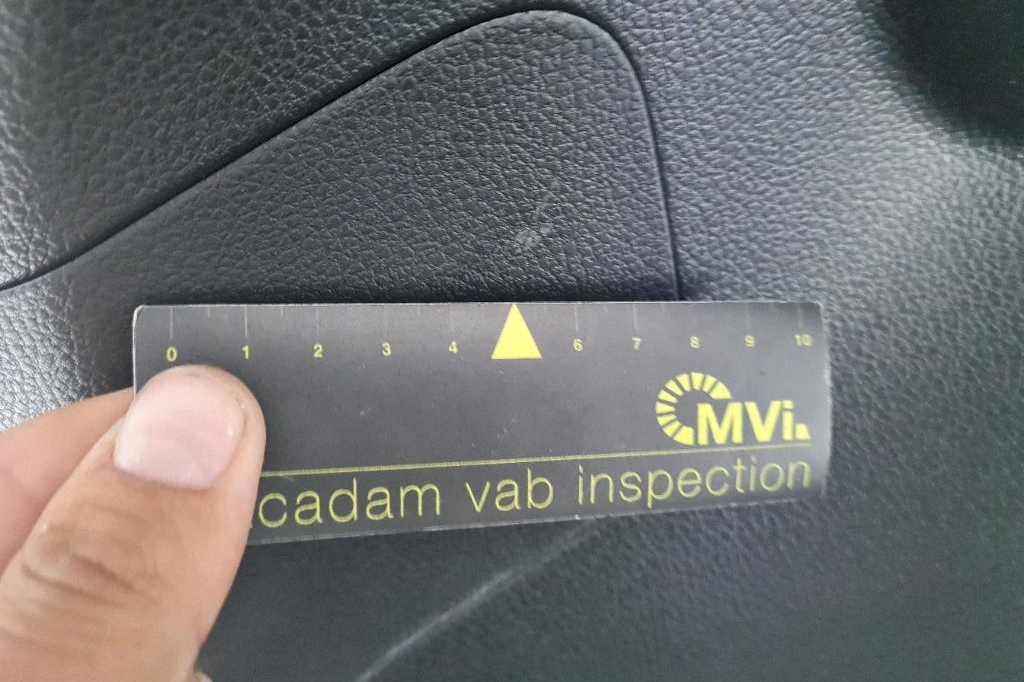 0 1 2 3 4 6 7 8 9 10
MVi.
cadam vab inspection